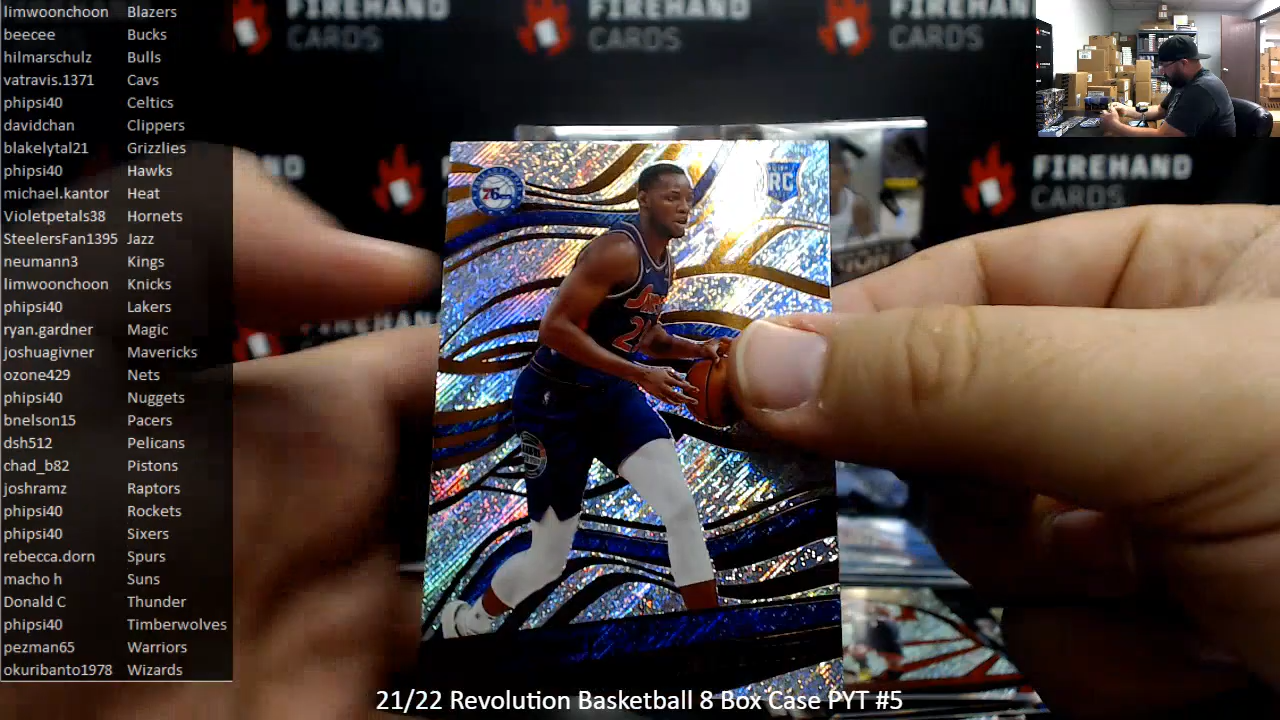 limwoonchoon Blazers
beecee Bucks
hilmarschulz Bulls
vatravis.1371 Cavs
phipsi40 Celtics
davidchan Clippers
blakelytal21 Grizzlies
phipsi40 Hawks
michael.kantor Heat
Violetpetals38 Hornets
SteelersFan1395 Jazz
neumann3 Kings
limwoonchoon Knicks
phipsi40 Lakers
ryan.gardner Magic
joshuagivner Mavericks
ozone429 Nets
phipsi40 Nuggets
bnelson15 Pacers
dsh512 Pelicans
chad_b82 Pistons
joshramz Raptors
phipsi40 Rockets
phipsi40 Sixers
rebecca.dorn Spurs
macho h Suns
Donald C Thunder
phipsi40 Timberwolves
pezman65 Warriors
okuribanto1978 Wizards
FIREHAND
CARDS
FIREHAND
CARDS
FIREHAND
CARDS
FIREHAND
CARDS
76ers
RC
21/22 Revolution Basketball 8 Box Case PYT #5